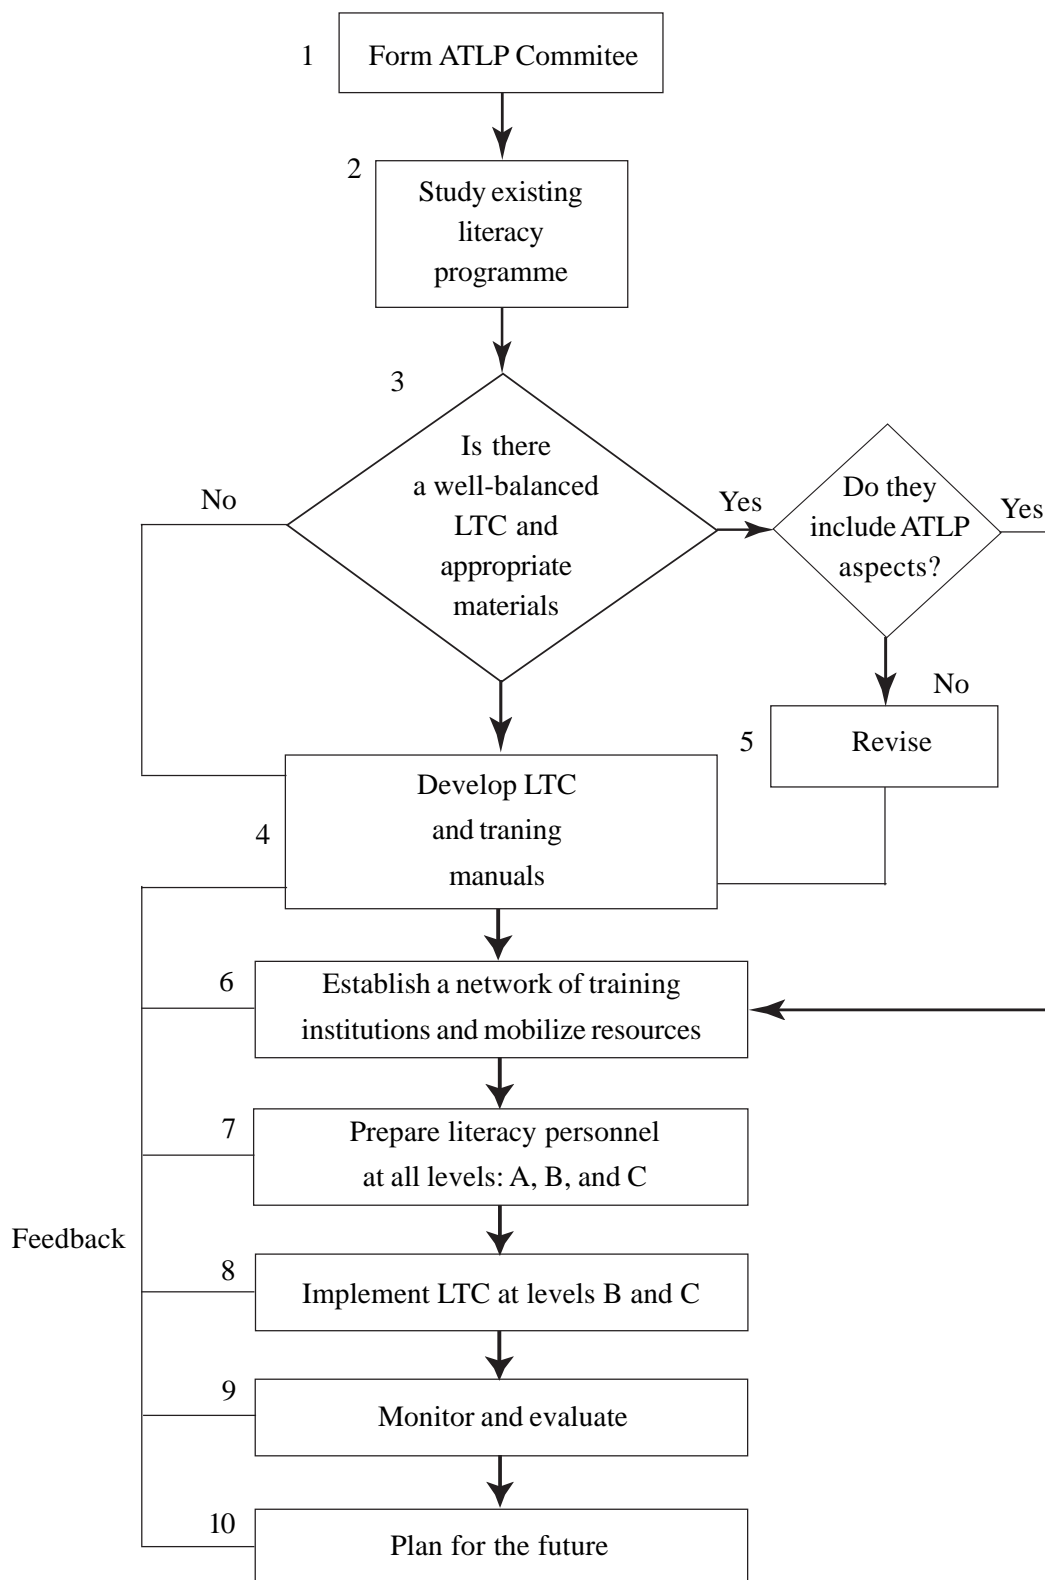 1
Form ATLP Commitee
2
Study existing
literacy
programme
3
Is there
a well-balanced
LTC and
appropriate
materials
No
Yes
Do they
include ATLP
aspects?
Yes
No
5
Revise
4
Develop LTC
and traning
manuals
6
Establish a network of training
institutions and mobilize resources
7
Prepare literacy personnel
at all levels: A, B, and C
Feedback
8
Implement LTC at levels B and C
9
Monitor and evaluate
10
Plan for the future